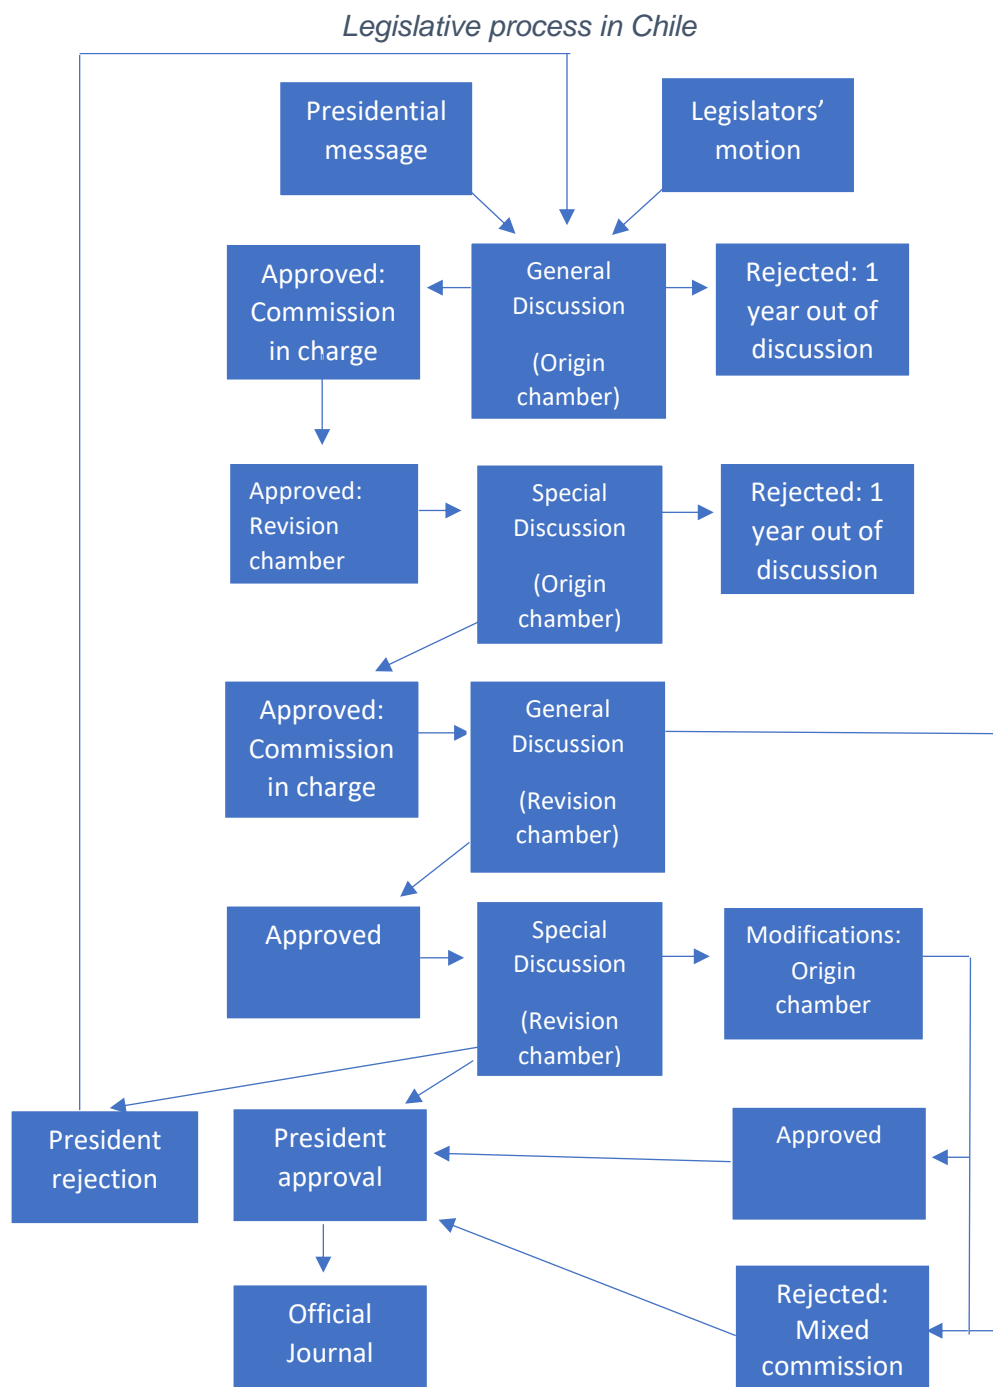 Legislative process in Chile
Presidential
message
Legislators’
motion
Approved:
Commission
in charge
General
Discussion
(Origin
chamber)
Rejected: 1
year out of
discussion
Approved:
Revision
chamber
Special
Discussion
(Origin
chamber)
Rejected: 1
year out of
discussion
Approved:
Commission
in charge
General
Discussion
(Revision
chamber)
Approved
Special
Discussion
(Revision
chamber)
Modifications:
Origin
chamber
President
rejection
President
approval
Approved
Official
Journal
Rejected:
Mixed
commission